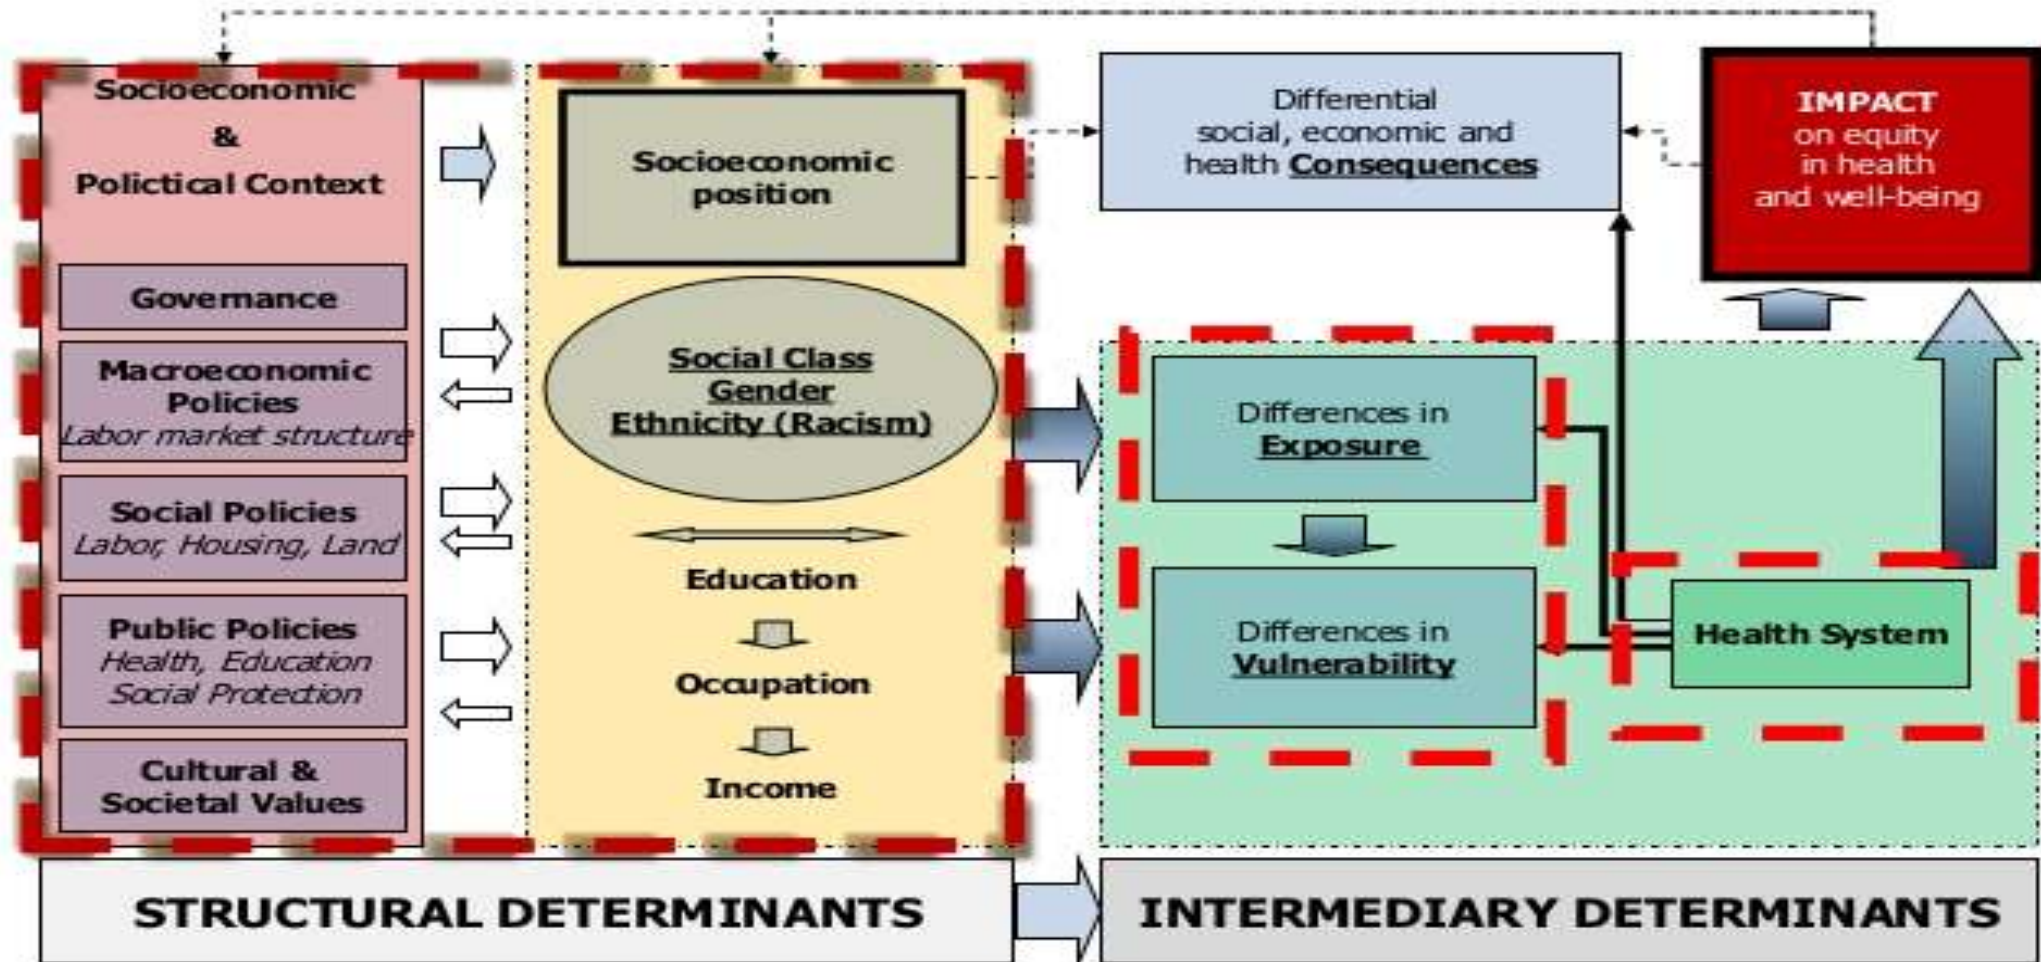 Socioeconomic
&
Polictical Context
Governance
Macroeconomic
Policies
Labor market structure
Social Policies
Labor, Housing, Land
Public Policies
Health, Education
Social Protection
Cultural &
Societal Values
Socioeconomic
position
Social Class
Gender
Ethnicity (Racism)
Education
Occupation
Income
Differential
social, economic and
health Consequences
IMPACT
on equity
in health
and well-being
Differences in
Exposure
Differences in
Vulnerability
Health System
STRUCTURAL DETERMINANTS
INTERMEDIARY DETERMINANTS